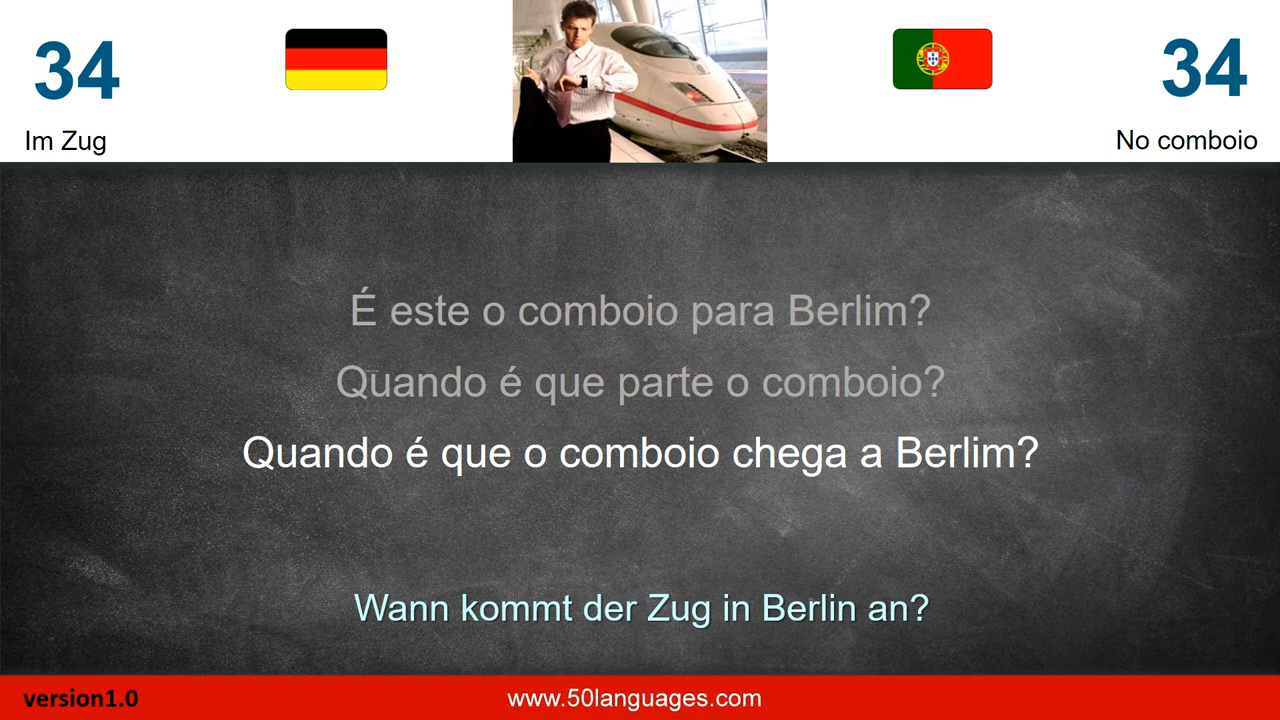 34
34
Im Zug
No comboio
É este o comboio para Berlim?
Quando é que parte o comboio?
Quando é que o comboio chega a Berlim?
Wann kommt der Zug in Berlin an?
version1.0
www.50languages.com